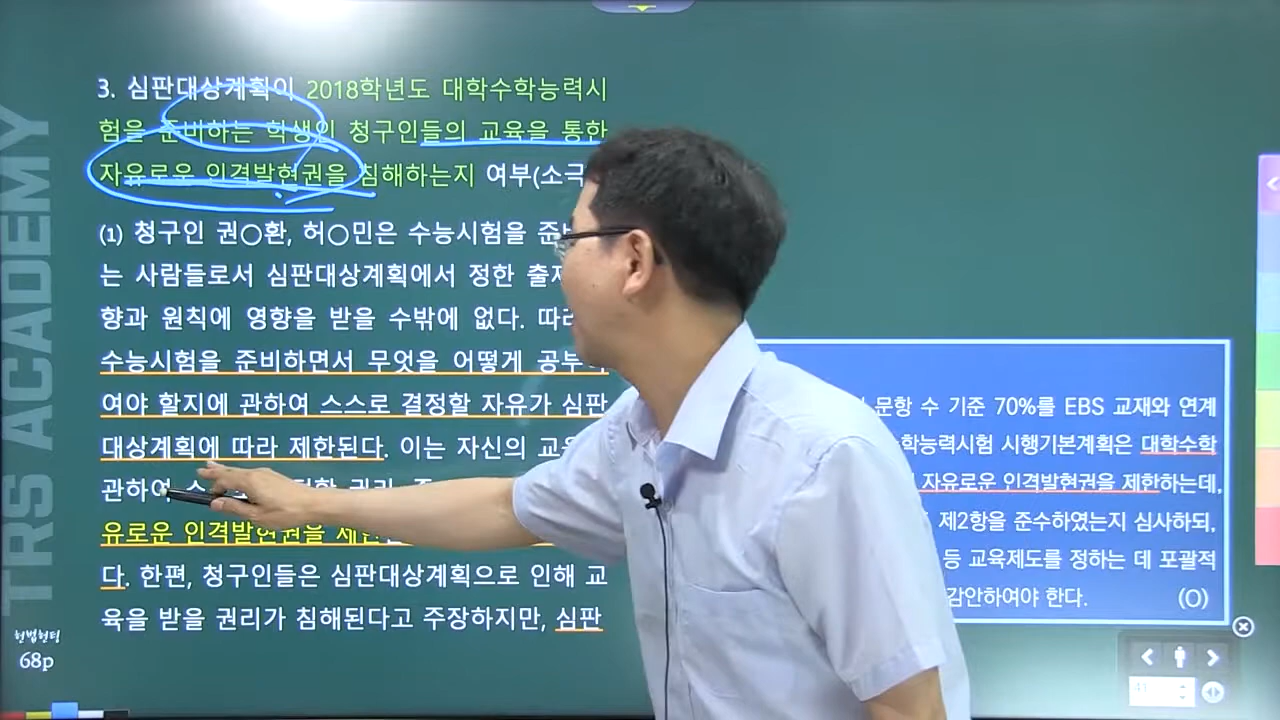 3. 심판대상계획이 2018학년도 대학수학능력시
험을 준비하는 학생인 청구인들의 교육을 통한
자유로운 인격발현권을 침해하는지 여부(소극
(1) 청구인 권○환, 허○민은 수능시험을
는 사람들로서 심판대상계획에서 정한
향과 원칙에 영향을 받을 수밖에 없다.
수능시험을 준비하면서 무엇을 어떻게
여야 할지에 관하여 스스로 결정할 자유가 심판
대상계획에 따라 제한된다. 이는 자신의
관하여
유로운 인격발현권을
다. 한편, 청구인들은 심판대상계획으로 인해 교
육을 받을 권리가 침해된다고 주장하지만, 심판
문항 수 기준 70%를 EBS 교재와 연계
학능력시험 시행기본계획은 대학수학
자유로운 인격발현권을 제한하는데,
제2항을 준수하였는지 심사하되,
등 교육제도를 정하는 데 포괄적
감안하여야 한다. (O)
TRS ACADEMY
헌법헌팅
68p